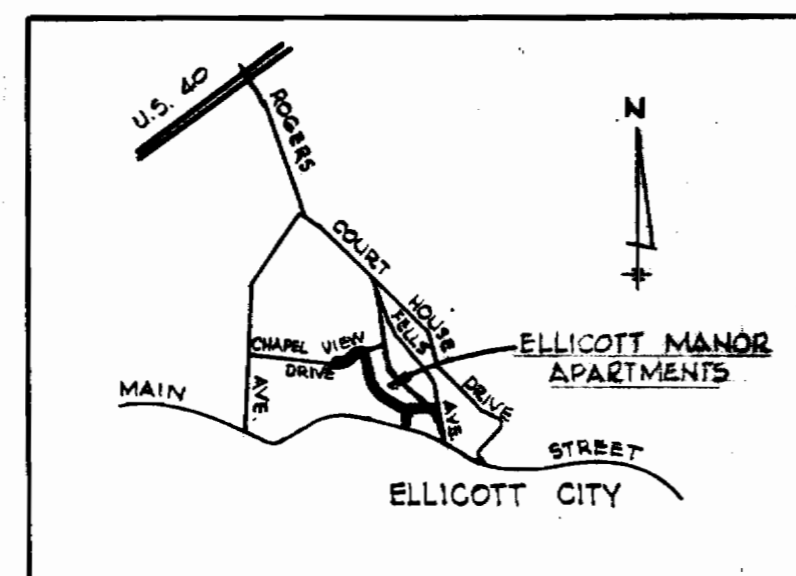 U.S. 40
ROGERS
AVE.
N
COURT
HOUSE
DRIVE
FELLS
AVE.
CHAPEL VIEW
DRIVE
ELLICOTT MANOR
APARTMENTS
MAIN
STREET
ELLICOTT CITY